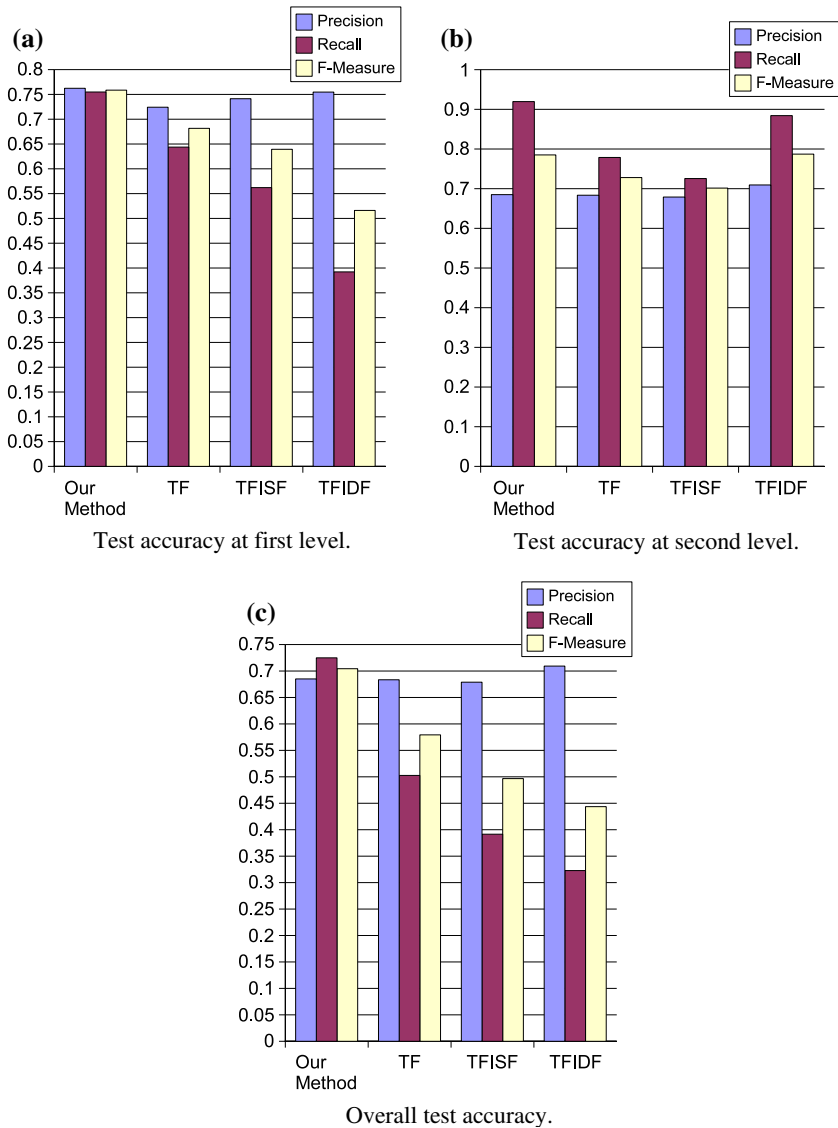 (a)
Precision
Recall
F-Measure
0.8
0.75
0.7
0.65
0.6
0.55
0.5
0.45
0.4
0.35
0.3
0.25
0.2
0.15
0.1
0.05
0
Our Method
TF
TFISF
TFIDF
Test accuracy at first level.
(b)
Precision
Recall
F-Measure
1
0.9
0.8
0.7
0.6
0.5
0.4
0.3
0.2
0.1
0
Our Method
TF
TFISF
TFIDF
Test accuracy at second level.
(c)
Precision
Recall
F-Measure
0.75
0.7
0.65
0.6
0.55
0.5
0.45
0.4
0.35
0.3
0.25
0.2
0.15
0.1
0.05
0
Our Method
TF
TFISF
TFIDF
Overall test accuracy.